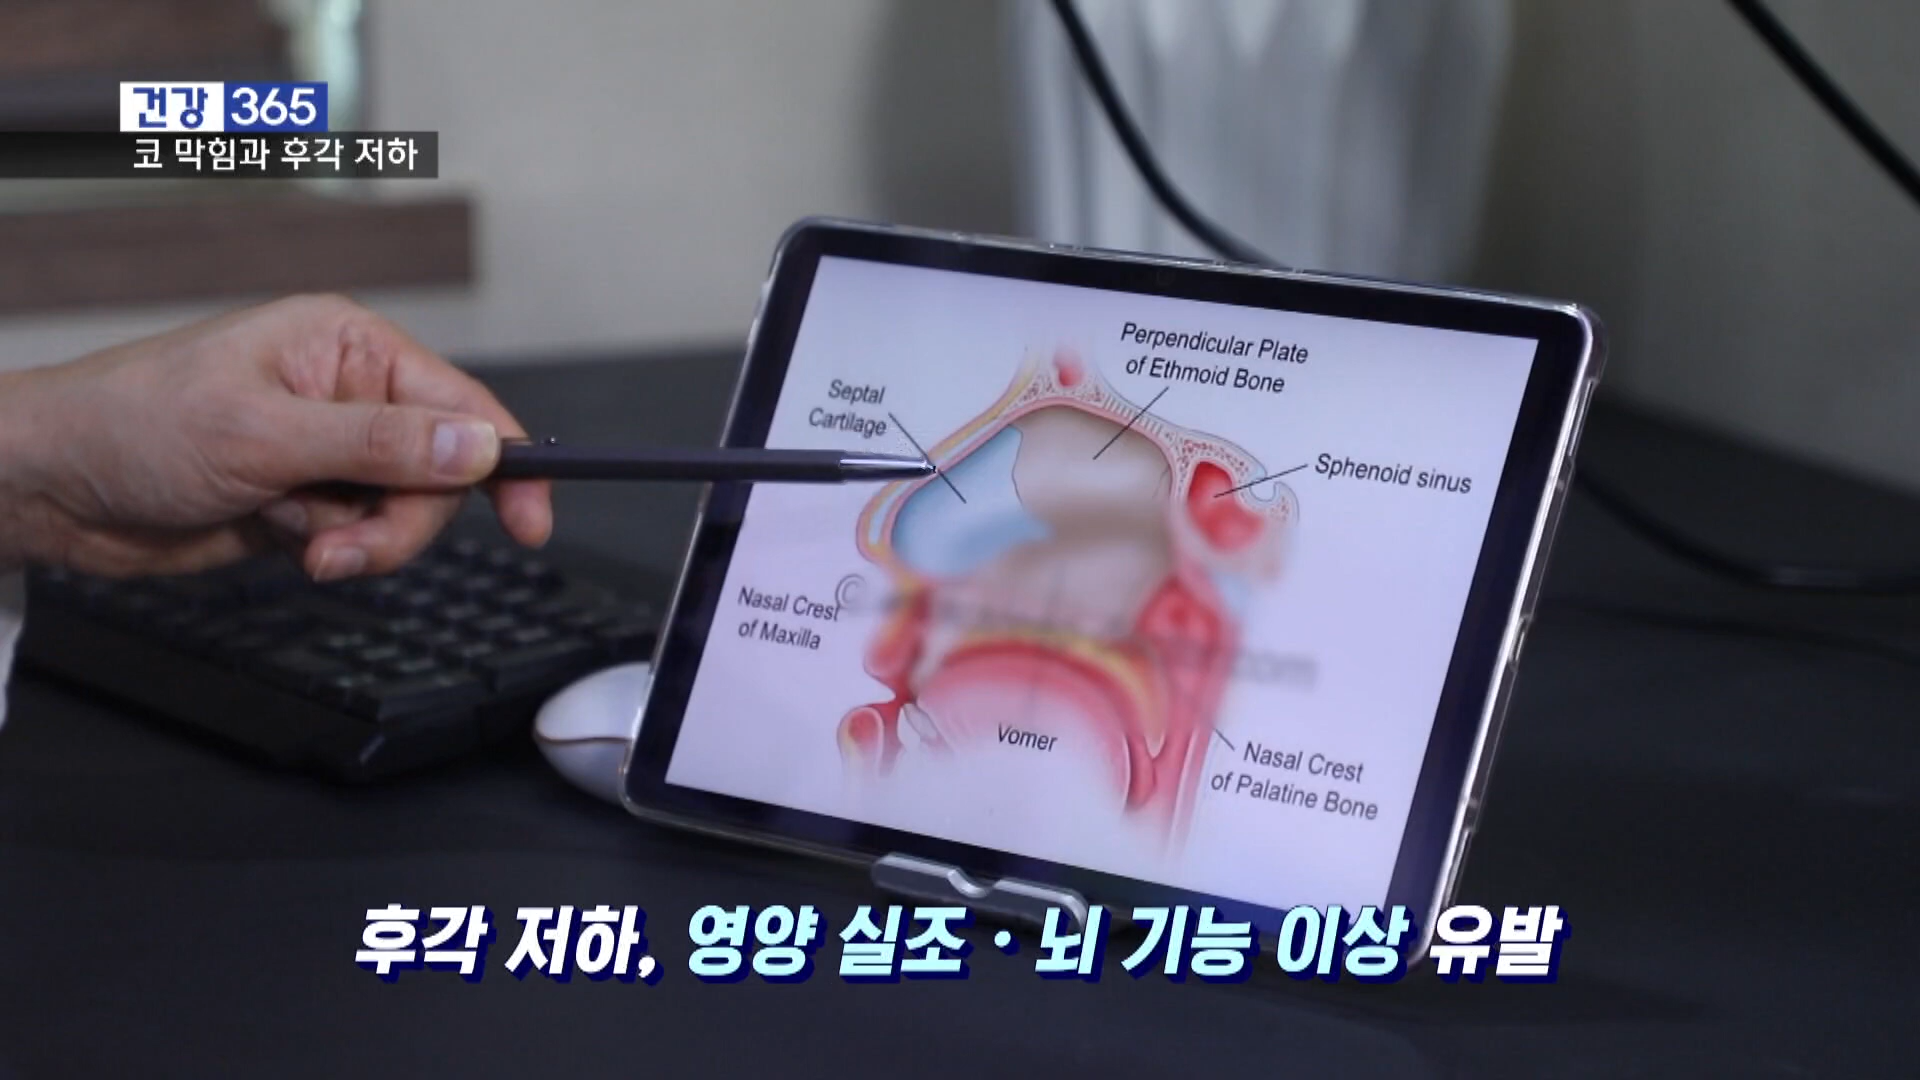 건강 365
코 막힘과 후각 저하
Perpendicular Plate
of Ethmoid Bone
Septal
Cartilage
Sphenoid sinus
Nasal Crest
of Maxilla
©
Vomer
Nasal Crest
of Palatine Bone
후각 저하, 영양 실조·뇌 기능 이상 유발